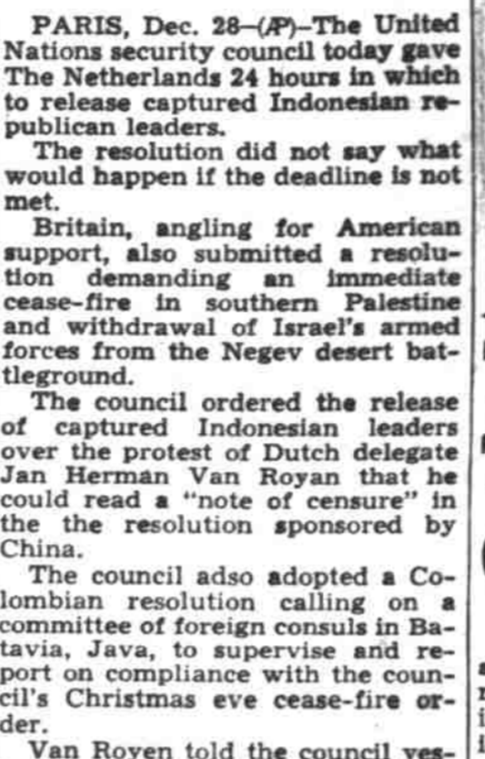 PARIS, Dec. 28—(AP)—The United
Nations security council today gave
The Netherlands 24 hours in which
to release captured Indonesian re-
publican leaders.
The resolution did not say what
would happen if the deadline is not
met.
Britain, angling for American
support, also submitted a resolu-
tion demanding an immediate
cease-fire in southern Palestine
and withdrawal of Israel's armed
forces from the Negev desert bat-
tleground.
The council ordered the release
of captured Indonesian leaders
over the protest of Dutch delegate
Jan Herman Van Royan that he
could read a "note of censure" in
the the resolution sponsored by
China.
The council adso adopted a Co-
lombian resolution calling on a
committee of foreign consuls in Ba-
tavia, Java, to supervise and re-
port on compliance with the coun-
cil's Christmas eve cease-fire or-
der.
Van Royen told the council yes-